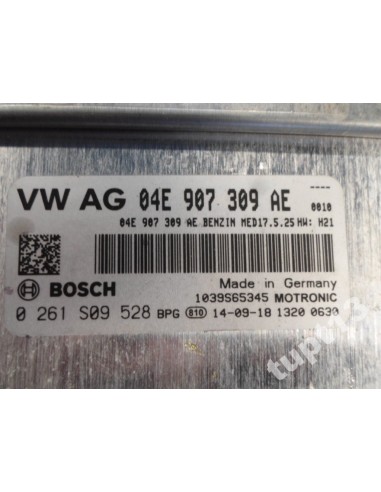 VW AG 04E 907 309 AE ----
0010
04E 907 309 AE BENZIN MED17.5.25 HW: H21
BOSCH
Made in Germany
1039S65345 MOTRONIC
0 261 S09 528 BPG 810 14-09-18 1320 0630